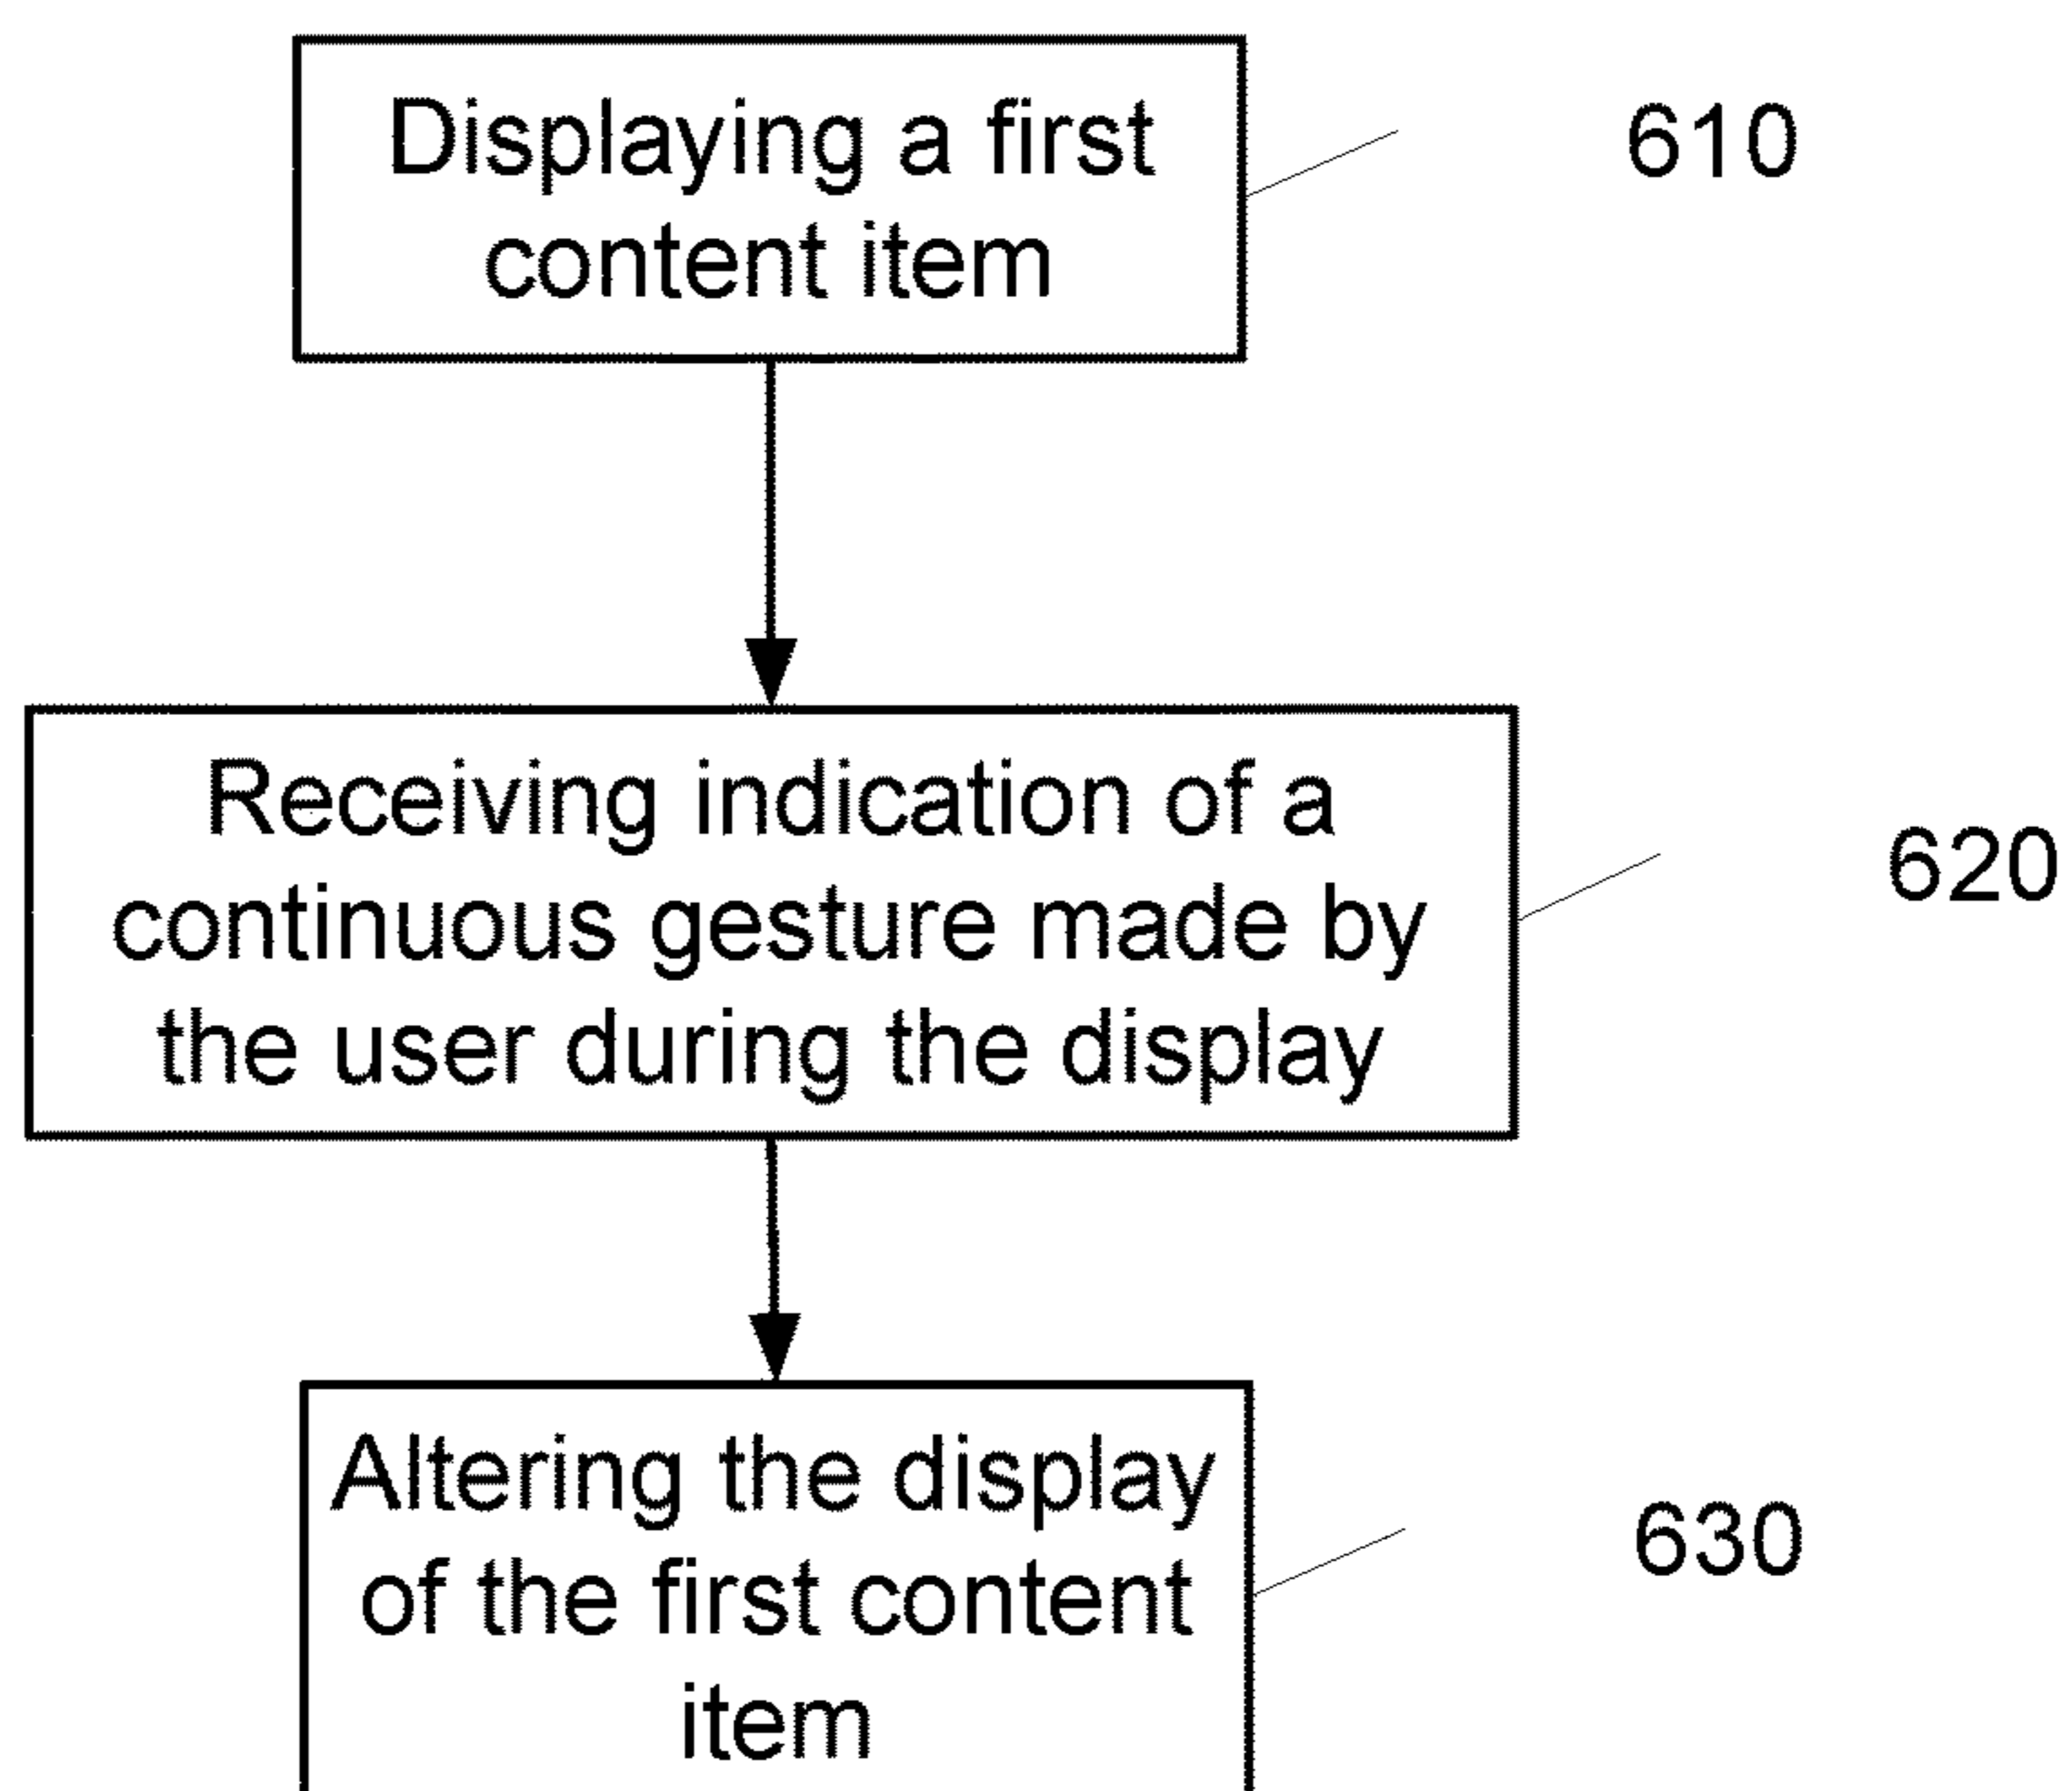 Displaying a first
content item
610
Receiving indication of a
continuous gesture made by
the user during the display
620
Altering the display
of the first content
item
630